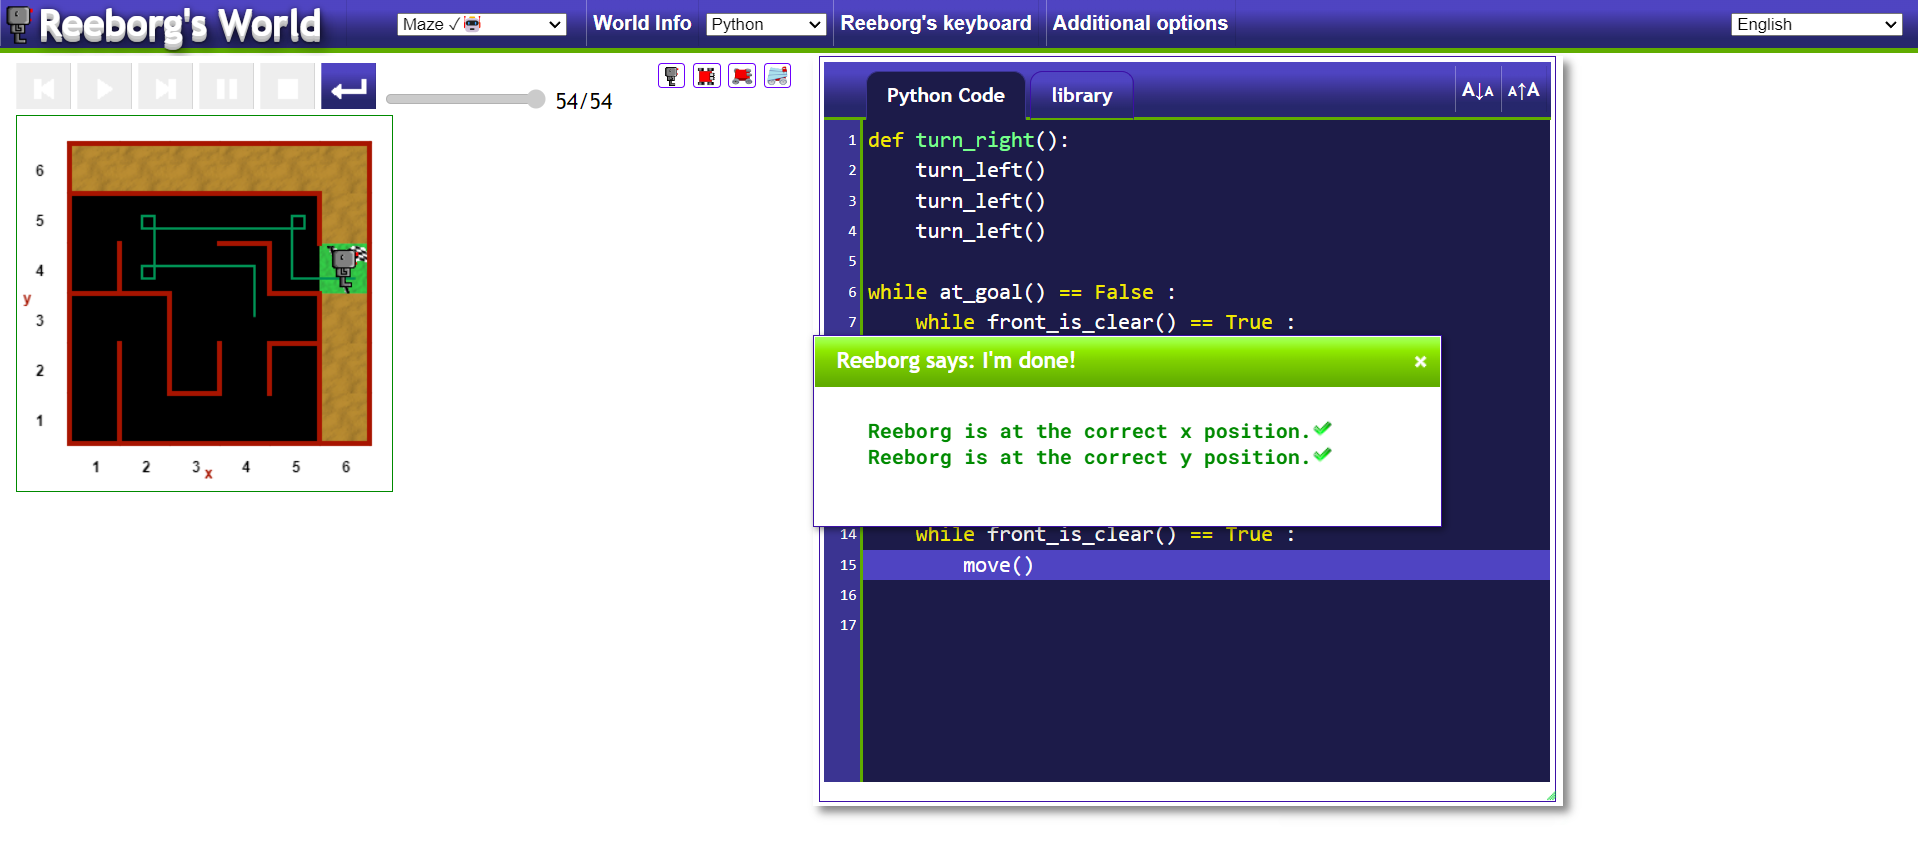 Reeborg's World
Maze ✓
World Info
Python
Reeborg's keyboard
Additional options
English
54/54
Python Code
library
A↓A
A↑A
6
5
4
y
3
2
1
1 2 3 x 4 5 6
1 def turn_right():
2 turn_left()
3 turn_left()
4 turn_left()
5
6 while at_goal() == False :
7 while front_is_clear() == True :
Reeborg says: I'm done!
×
Reeborg is at the correct x position.✔
Reeborg is at the correct y position.✔
14 while front_is_clear() == True :
15 move()
16
17